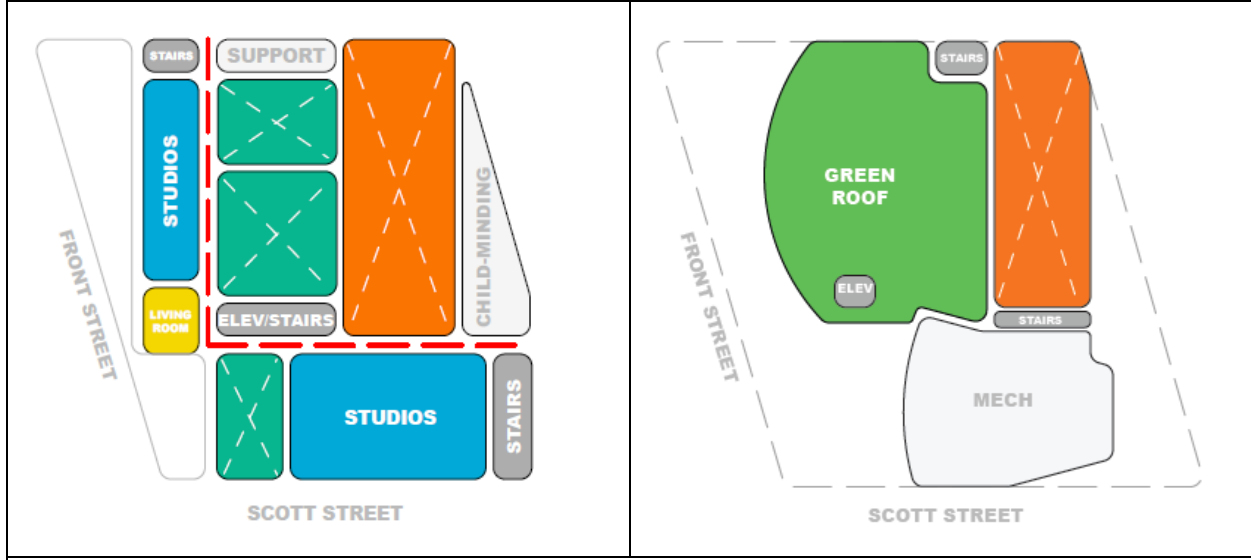 STAIRS
SUPPORT
STUDIOS
CHILD-MINDING
FRONT STREET
LIVING
ROOM
ELEV/STAIRS
STUDIOS
STAIRS
SCOTT STREET
STAIRS
GREEN
ROOF
FRONT STREET
ELEV
STAIRS
MECH
SCOTT STREET